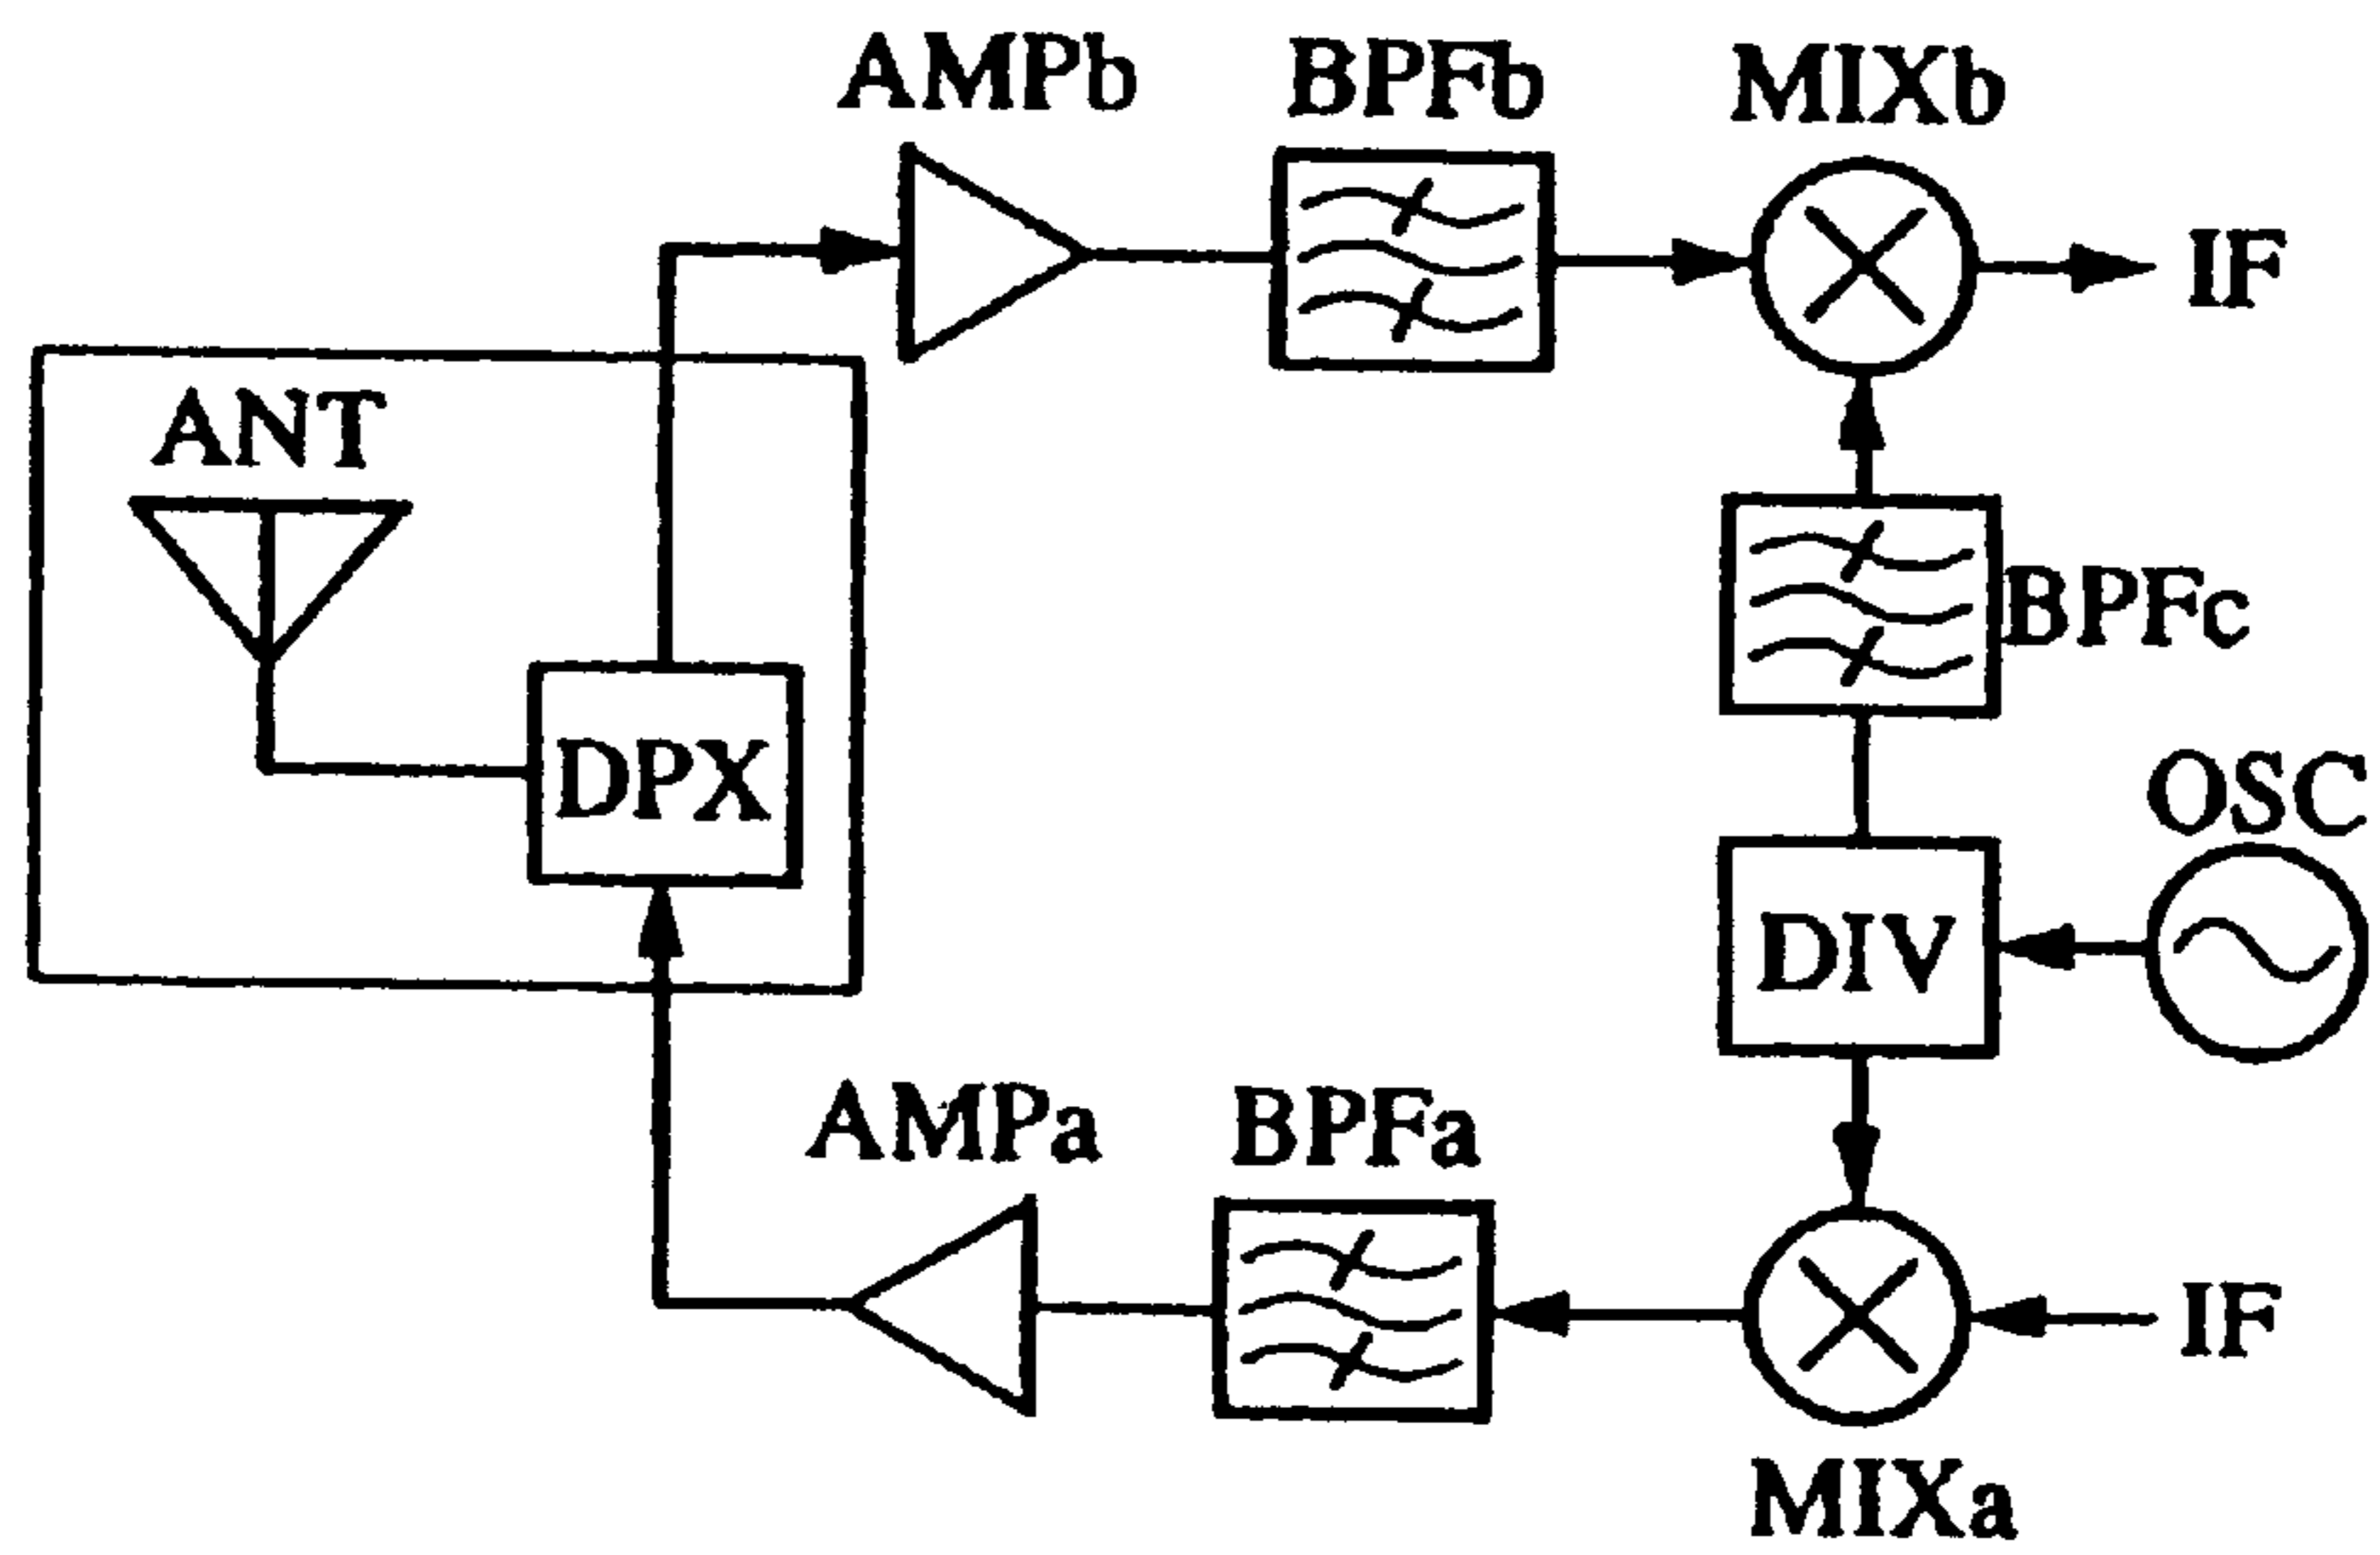 AMPb
BPFb
MIXb
IF
ANT
BPFc
DPX
OSC
DIV
AMPa
BPFa
IF
MIXa